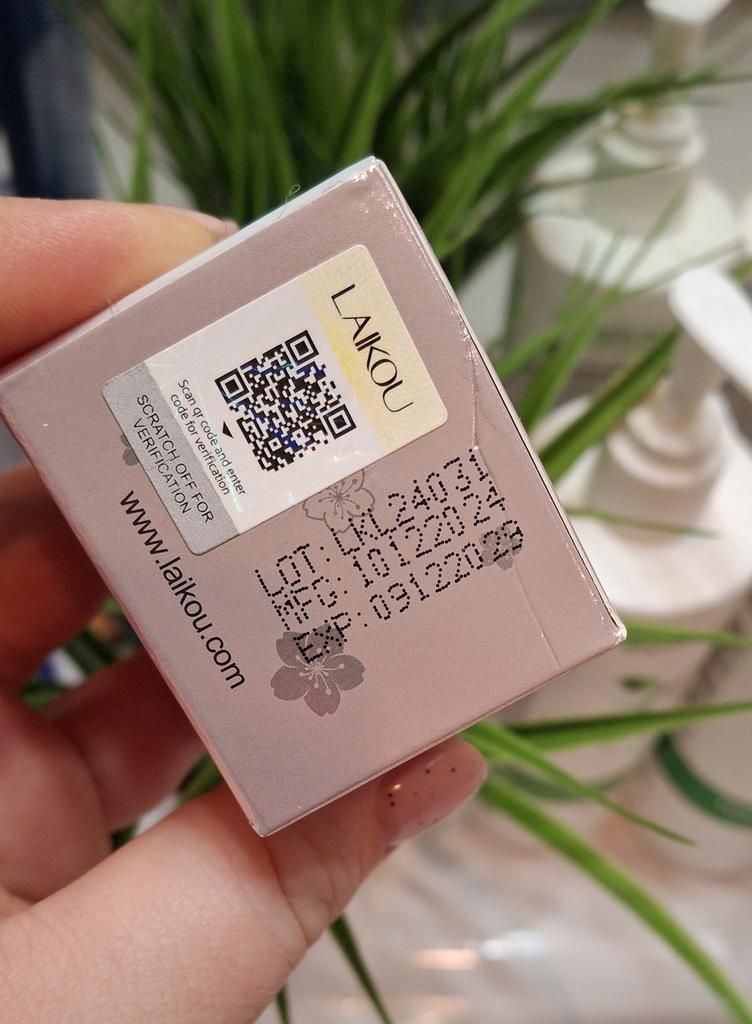 LAIKOU
Scan qr code and enter
code for verification
SCRATCH OFF FOR
VERIFICATION
www.laikou.com
LOT: LKL24031
MFG: 10122024
EXP: 09122029